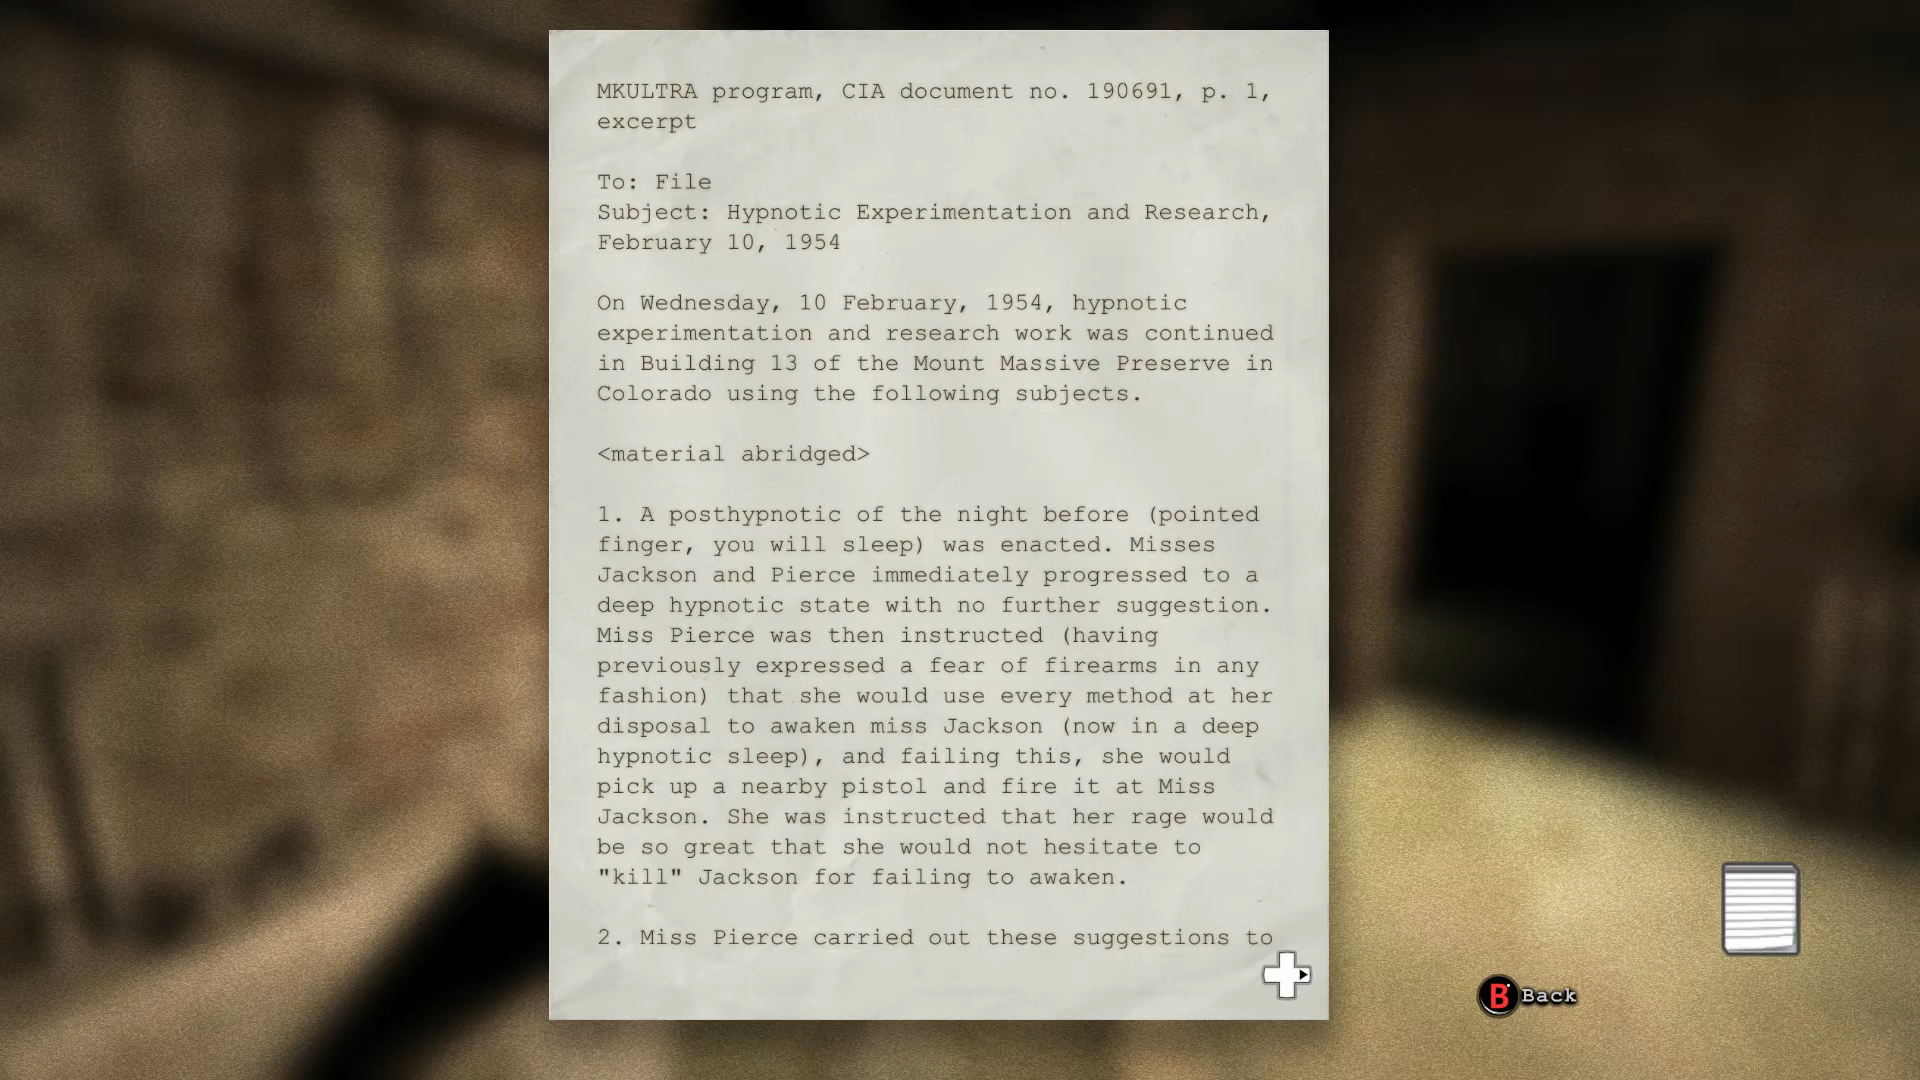 MKULTRA program, CIA document no. 190691, p. 1,
excerpt
To: File
Subject: Hypnotic Experimentation and Research,
February 10, 1954
On Wednesday, 10 February, 1954, hypnotic
experimentation and research work was continued
in Building 13 of the Mount Massive Preserve in
Colorado using the following subjects.
<material abridged>
1. A posthypnotic of the night before (pointed
finger, you will sleep) was enacted. Misses
Jackson and Pierce immediately progressed to a
deep hypnotic state with no further suggestion.
Miss Pierce was then instructed (having
previously expressed a fear of firearms in any
fashion) that she would use every method at her
disposal to awaken miss Jackson (now in a deep
hypnotic sleep), and failing this, she would
pick up a nearby pistol and fire it at Miss
Jackson. She was instructed that her rage would
be so great that she would not hesitate to
"kill" Jackson for failing to awaken.
2. Miss Pierce carried out these suggestions to
B Back